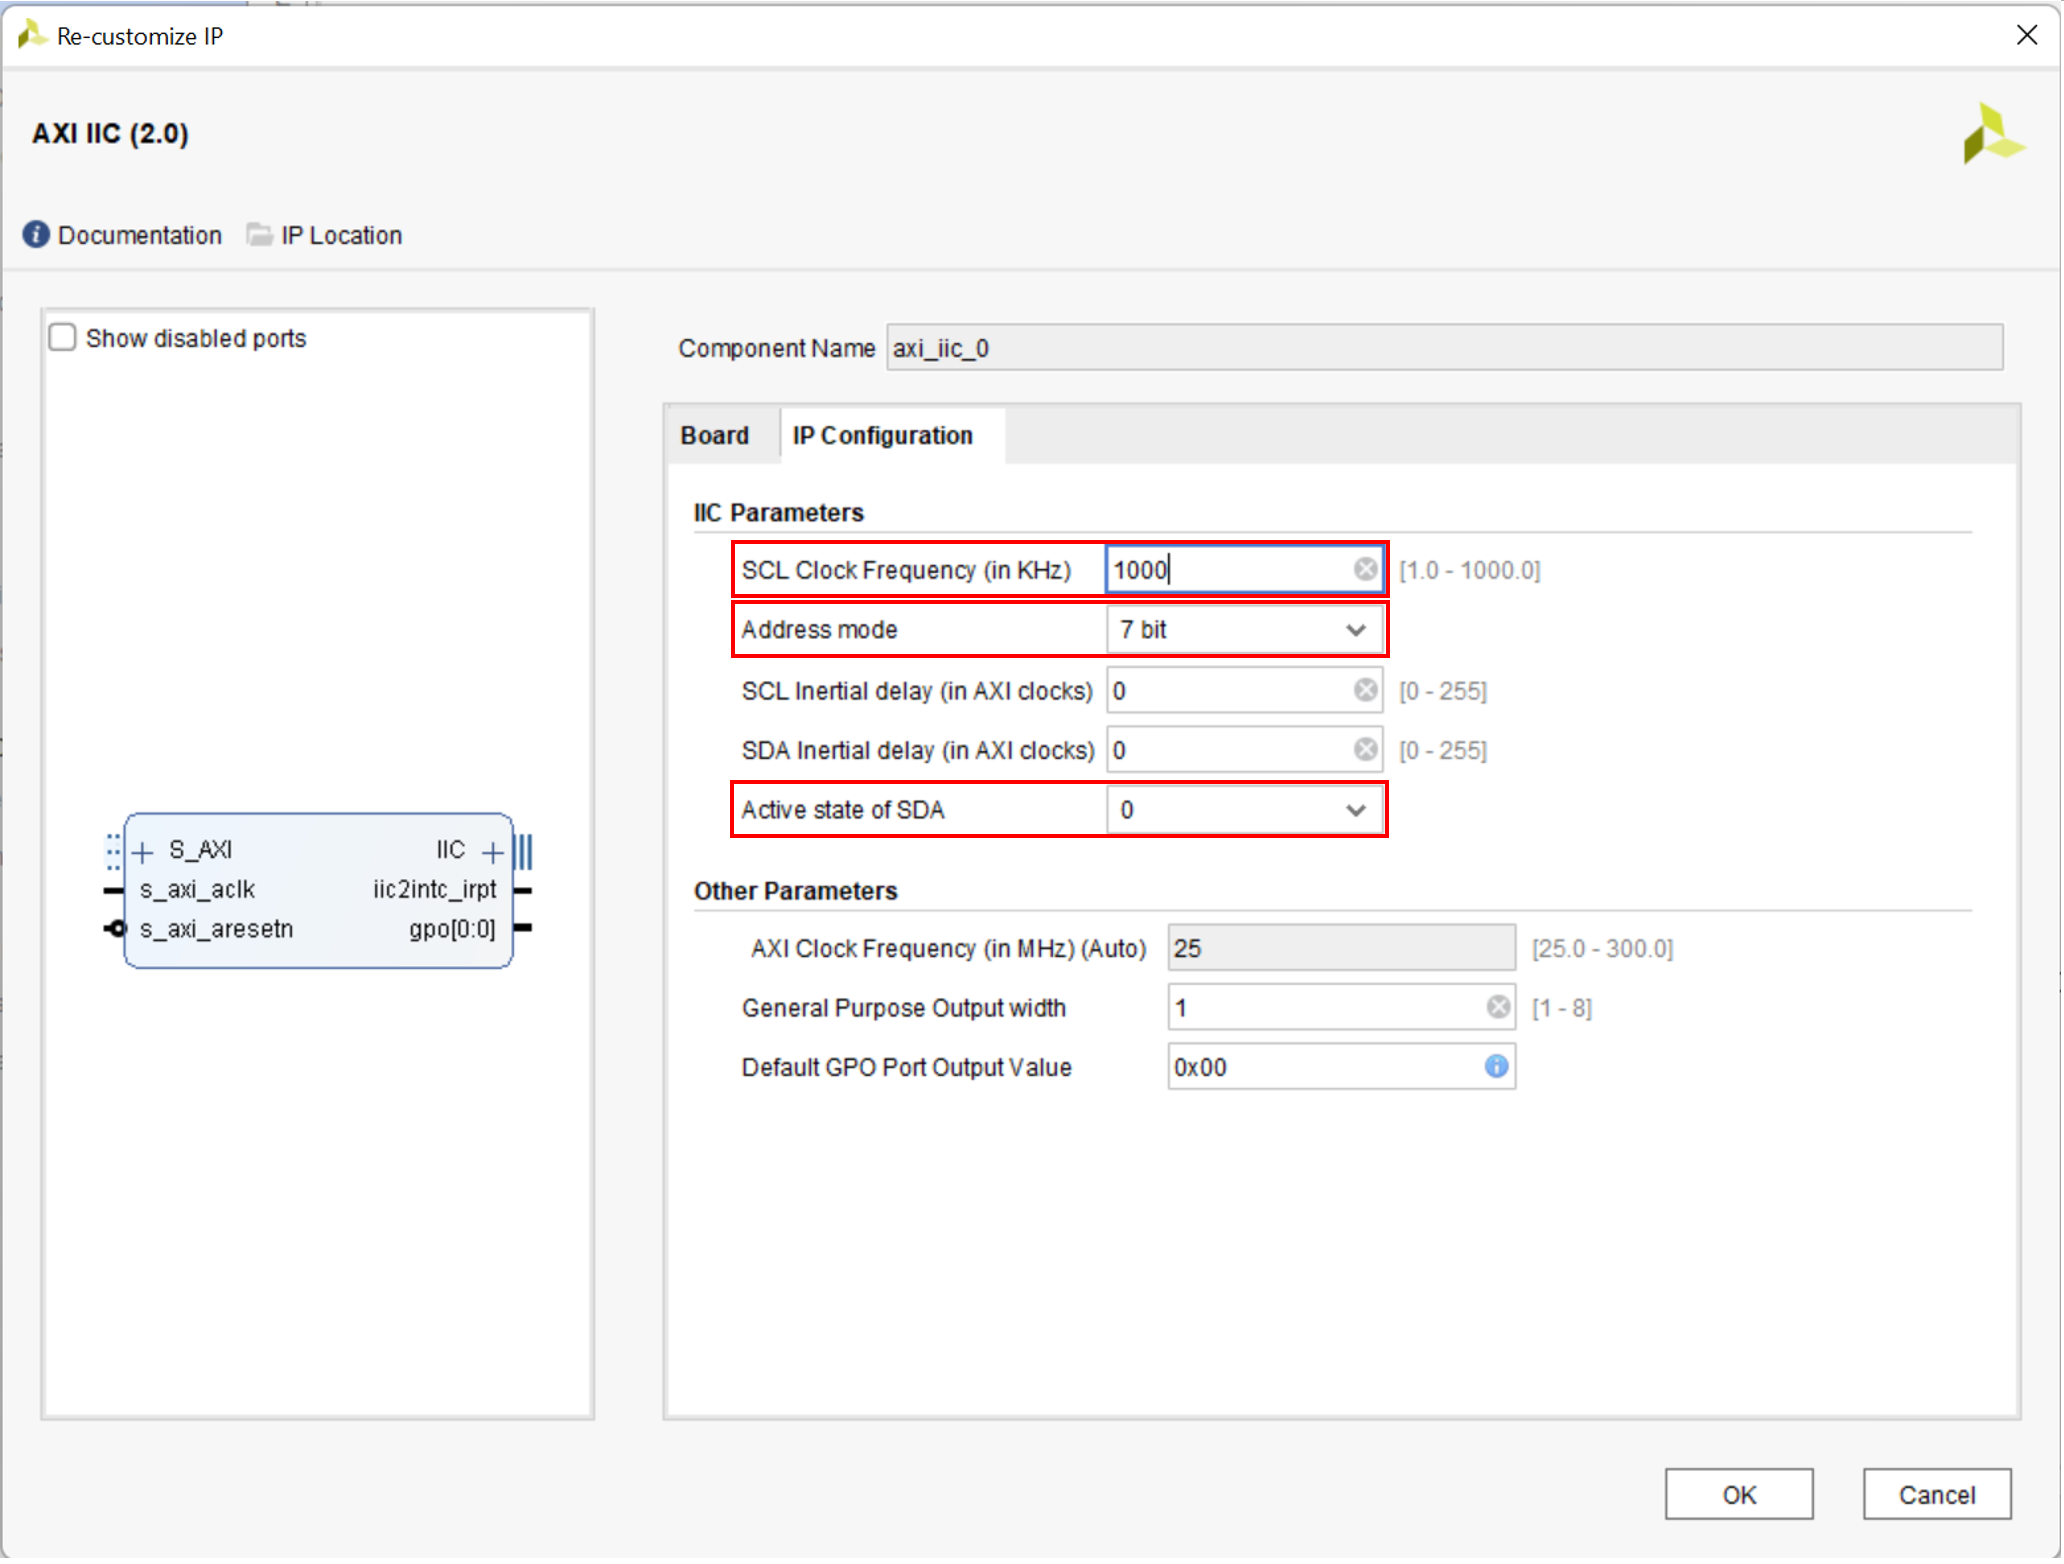 Re-customize IP
AXI IIC (2.0)
Documentation IP Location
Show disabled ports
S_AXI IIC
s_axi_aclk iic2intc_irpt
s_axi_aresetn gpo[0:0]
Component Name axi_iic_0
Board IP Configuration
IIC Parameters
SCL Clock Frequency (in KHz) 1000 [1.0 - 1000.0]
Address mode 7 bit
SCL Inertial delay (in AXI clocks) 0 [0 - 255]
SDA Inertial delay (in AXI clocks) 0 [0 - 255]
Active state of SDA 0
Other Parameters
AXI Clock Frequency (in MHz) (Auto) 25 [25.0 - 300.0]
General Purpose Output width 1 [1 - 8]
Default GPO Port Output Value 0x00
OK Cancel